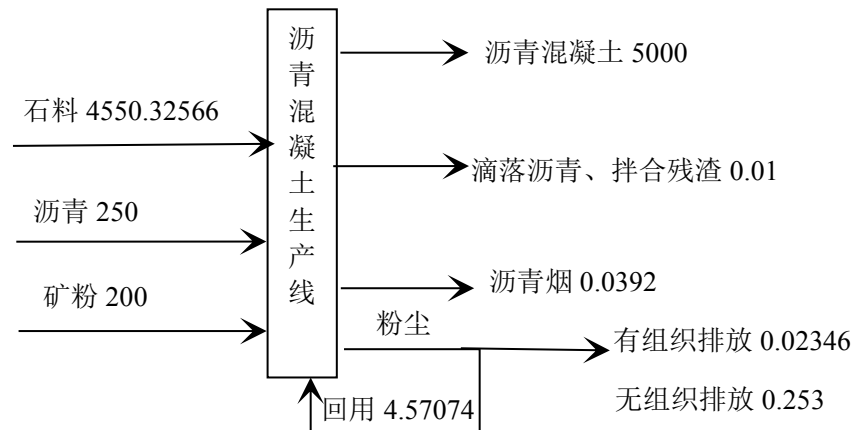 沥青混凝土生产线
石料 4550.32566
沥青 250
矿粉 200
沥青混凝土 5000
滴落沥青、拌合残渣 0.01
沥青烟 0.0392
粉尘
有组织排放 0.02346
无组织排放 0.253
回用 4.57074